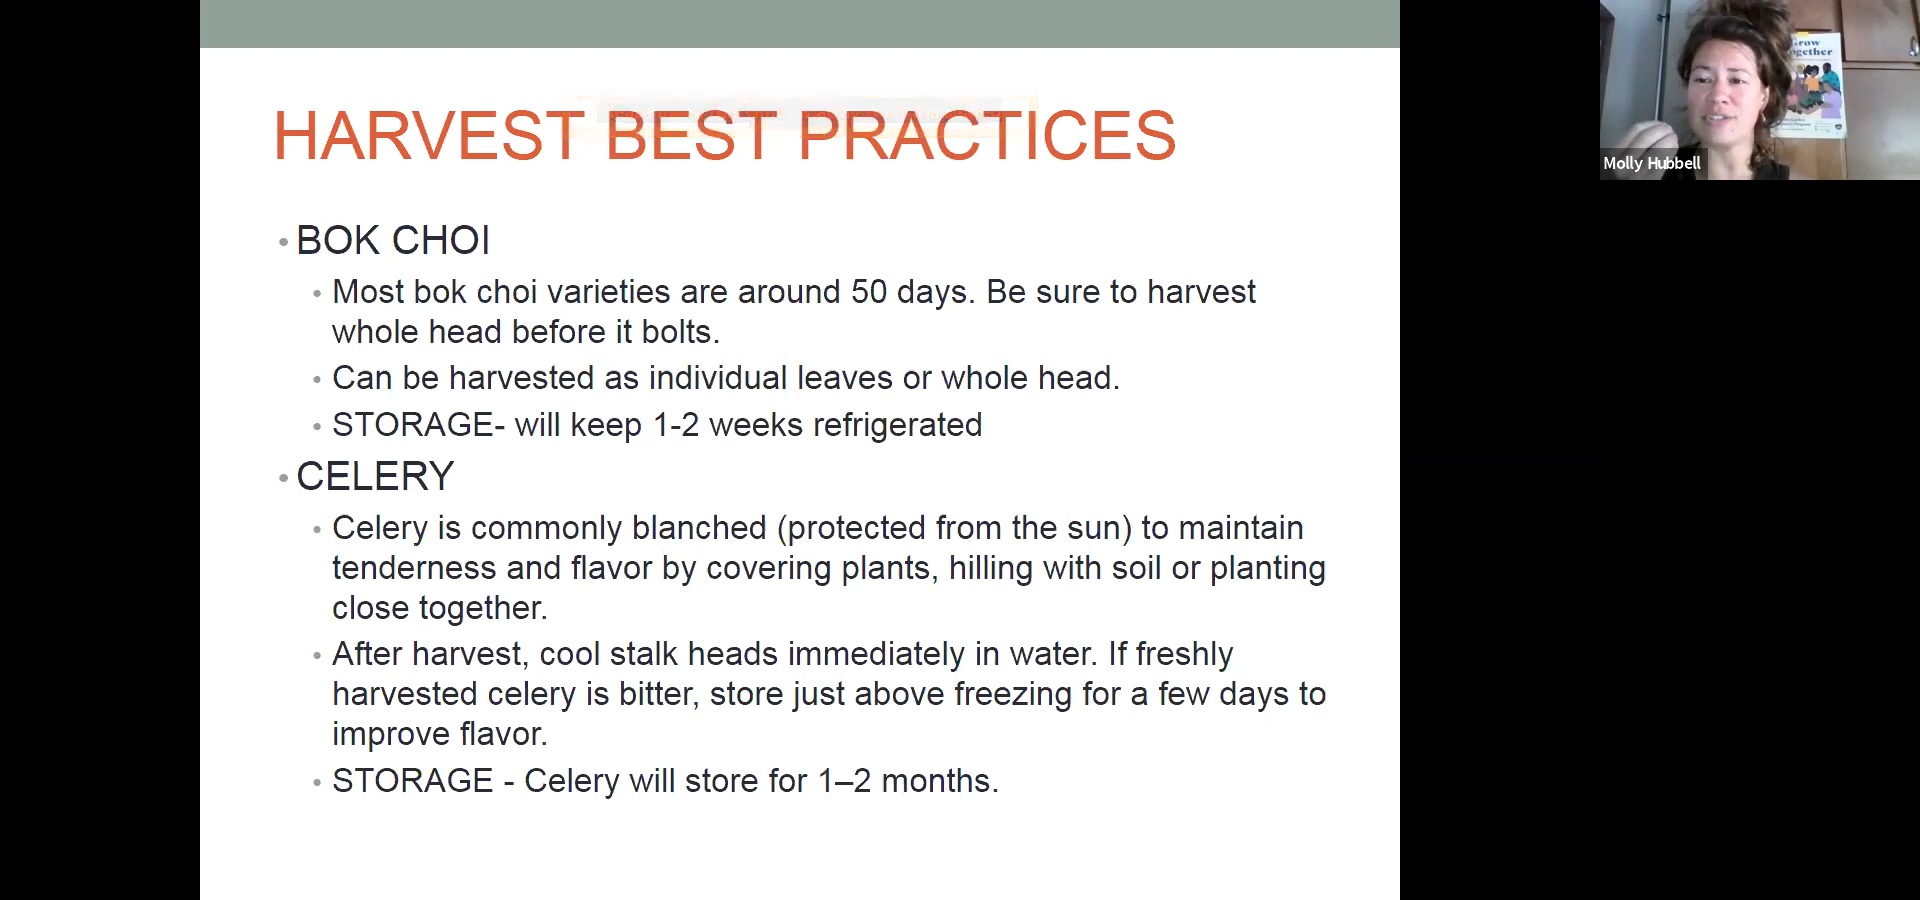 HARVEST BEST PRACTICES
• BOK CHOI
• Most bok choi varieties are around 50 days. Be sure to harvest
whole head before it bolts.
• Can be harvested as individual leaves or whole head.
• STORAGE- will keep 1-2 weeks refrigerated
• CELERY
• Celery is commonly blanched (protected from the sun) to maintain
tenderness and flavor by covering plants, hilling with soil or planting
close together.
• After harvest, cool stalk heads immediately in water. If freshly
harvested celery is bitter, store just above freezing for a few days to
improve flavor.
• STORAGE - Celery will store for 1–2 months.
Grow
Together
Molly Hubbell